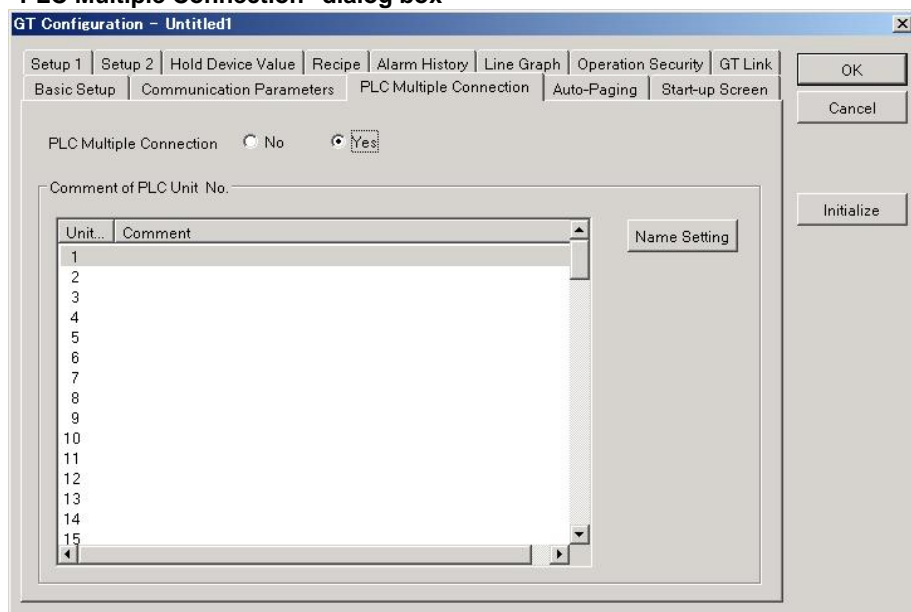 "PLC Multiple Connection" dialog box
GT Configuration - Untitled1
Setup 1 Setup 2 Hold Device Value Recipe Alarm History Line Graph Operation Security GT Link
Basic Setup Communication Parameters PLC Multiple Connection Auto-Paging Start-up Screen
OK
Cancel
PLC Multiple Connection No Yes
Comment of PLC Unit No.
Initialize
Unit... Comment
Name Setting
1
2
3
4
5
6
7
8
9
10
11
12
13
14
15